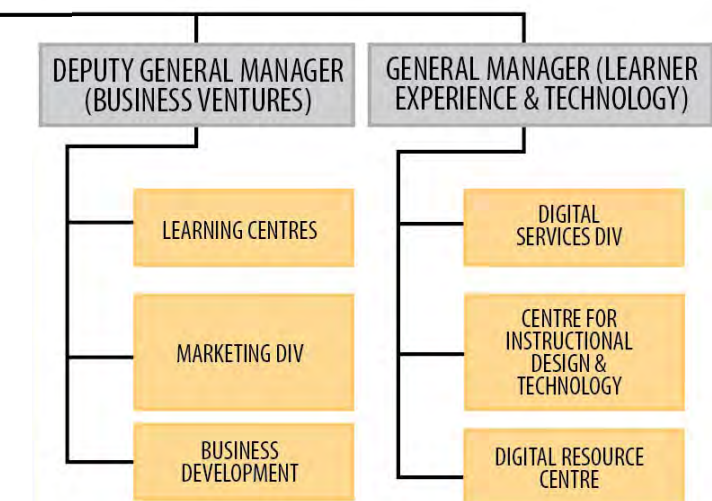 DEPUTY GENERAL MANAGER
(BUSINESS VENTURES)
LEARNING CENTRES
MARKETING DIV
BUSINESS
DEVELOPMENT
GENERAL MANAGER (LEARNER
EXPERIENCE & TECHNOLOGY)
DIGITAL
SERVICES DIV
CENTRE FOR
INSTRUCTIONAL
DESIGN &
TECHNOLOGY
DIGITAL RESOURCE
CENTRE